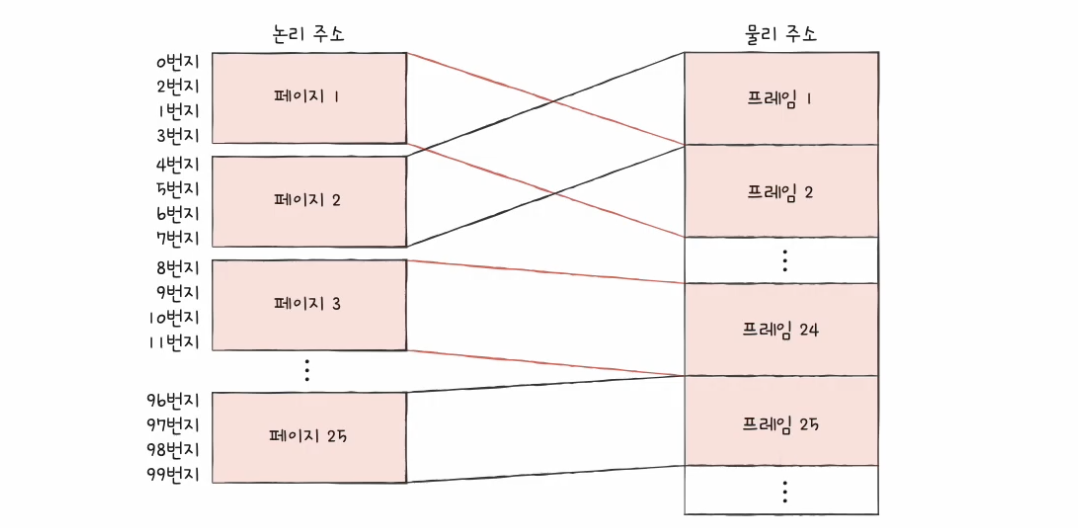 논리 주소
물리 주소
0번지
2번지
1번지
3번지
페이지 1
4번지
5번지
6번지
7번지
페이지 2
8번지
9번지
10번지
11번지
페이지 3
⋮
96번지
97번지
98번지
99번지
페이지 25
프레임 1
프레임 2
⋮
프레임 24
프레임 25
⋮